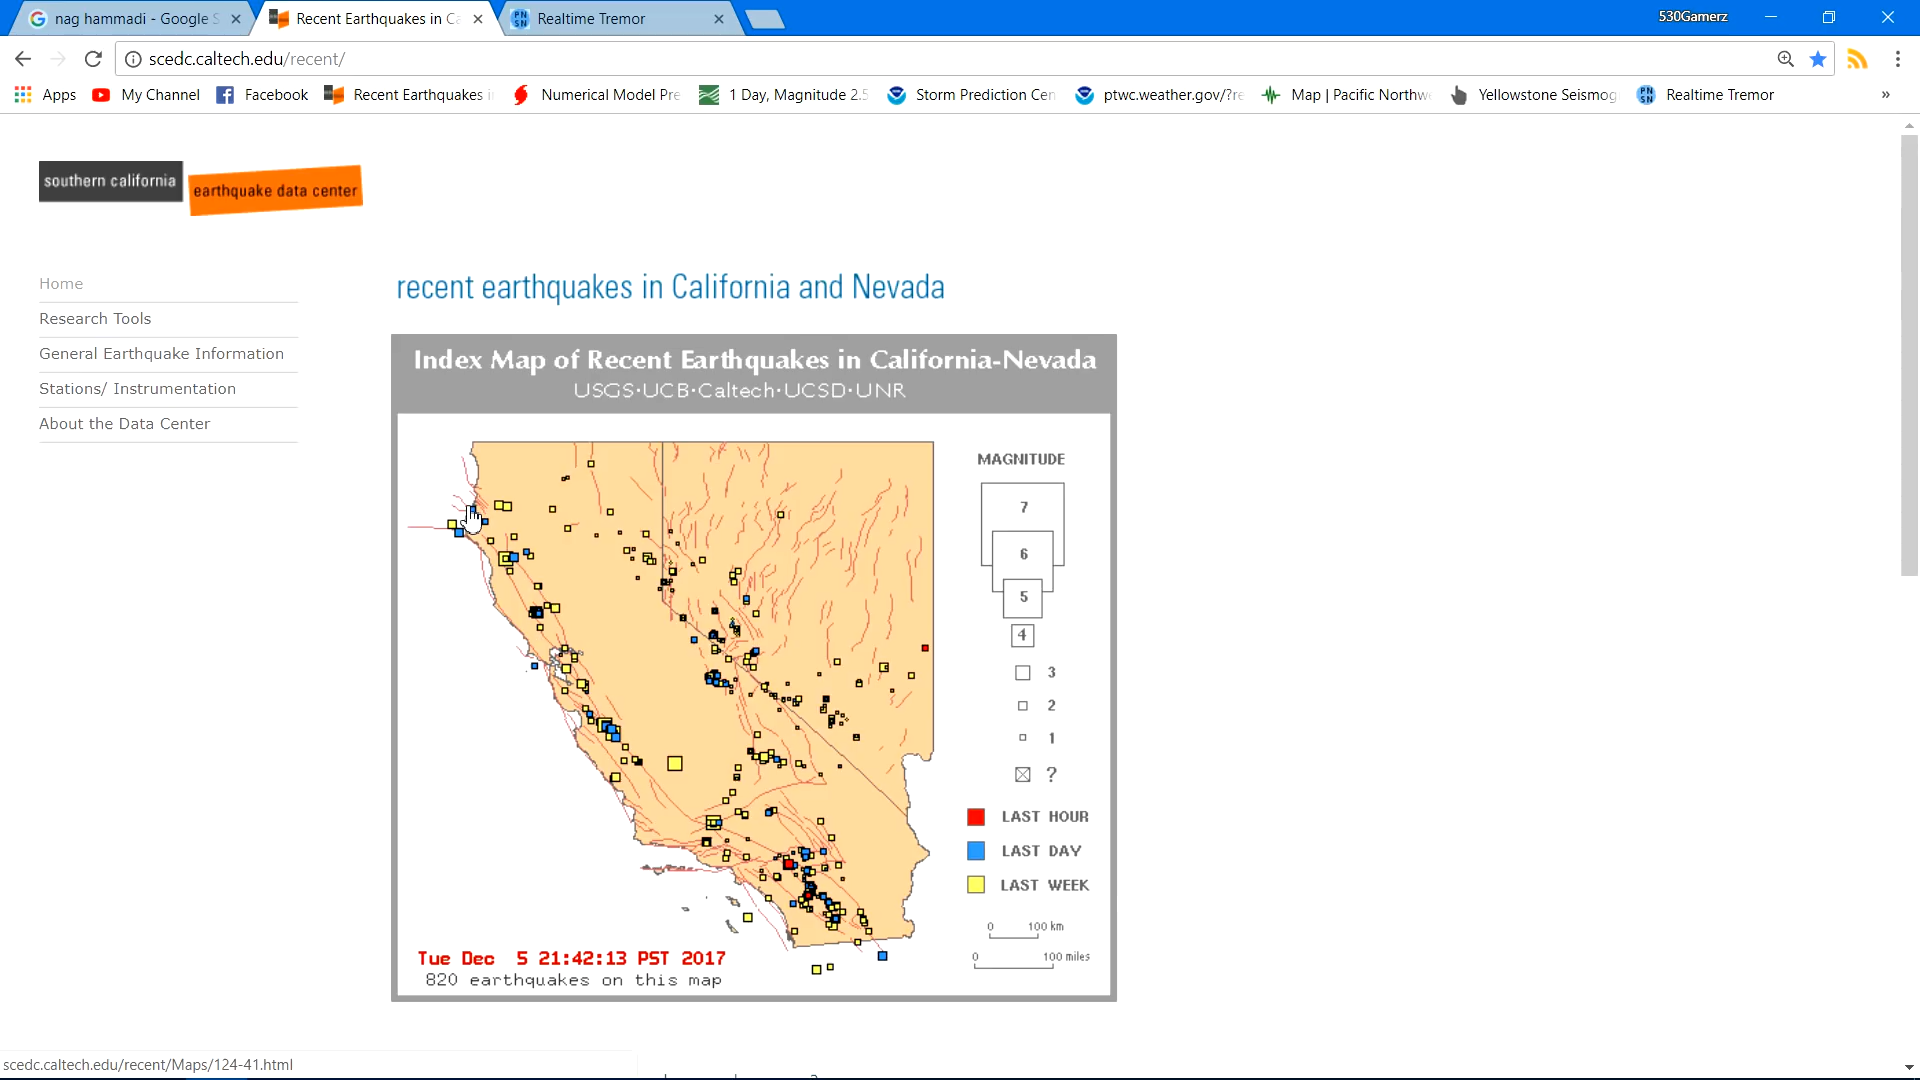 nag hammadi - Google S
Recent Earthquakes in Ca
Realtime Tremor
530Gamerz
scedc.caltech.edu/recent/
Apps
My Channel
Facebook
Recent Earthquakes i
Numerical Model Pre
1 Day, Magnitude 2.5
Storm Prediction Cen
ptwc.weather.gov/?re
Map | Pacific Northw
Yellowstone Seismog
PN SN
Realtime Tremor
»
southern california
earthquake data center
Home
Research Tools
General Earthquake Information
Stations/ Instrumentation
About the Data Center
recent earthquakes in California and Nevada
Index Map of Recent Earthquakes in California-Nevada
USGS·UCB·Caltech·UCSD·UNR
MAGNITUDE
7
6
5
4
3
2
1
?
LAST HOUR
LAST DAY
LAST WEEK
0 100 km
0 100 miles
Tue Dec 5 21:42:13 PST 2017
820 earthquakes on this map
scedc.caltech.edu/recent/Maps/124-41.html